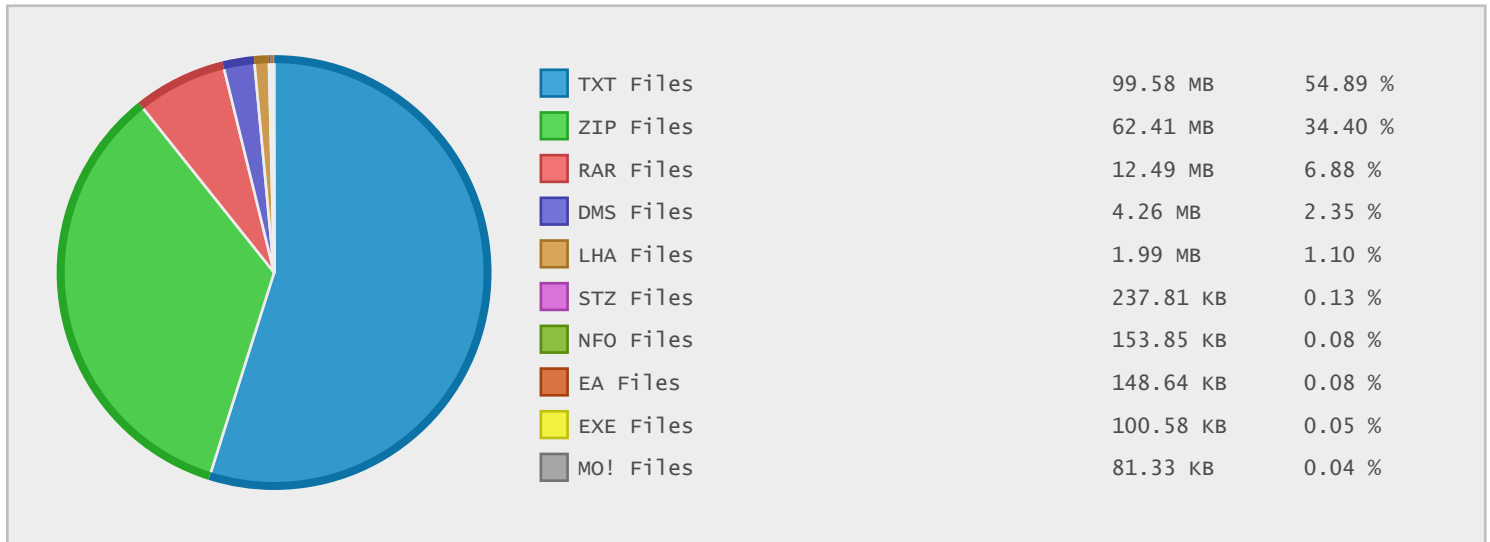 TXT Files 99.58 MB 54.89 %
ZIP Files 62.41 MB 34.40 %
RAR Files 12.49 MB 6.88 %
DMS Files 4.26 MB 2.35 %
LHA Files 1.99 MB 1.10 %
STZ Files 237.81 KB 0.13 %
NFO Files 153.85 KB 0.08 %
EA Files 148.64 KB 0.08 %
EXE Files 100.58 KB 0.05 %
MO! Files 81.33 KB 0.04 %